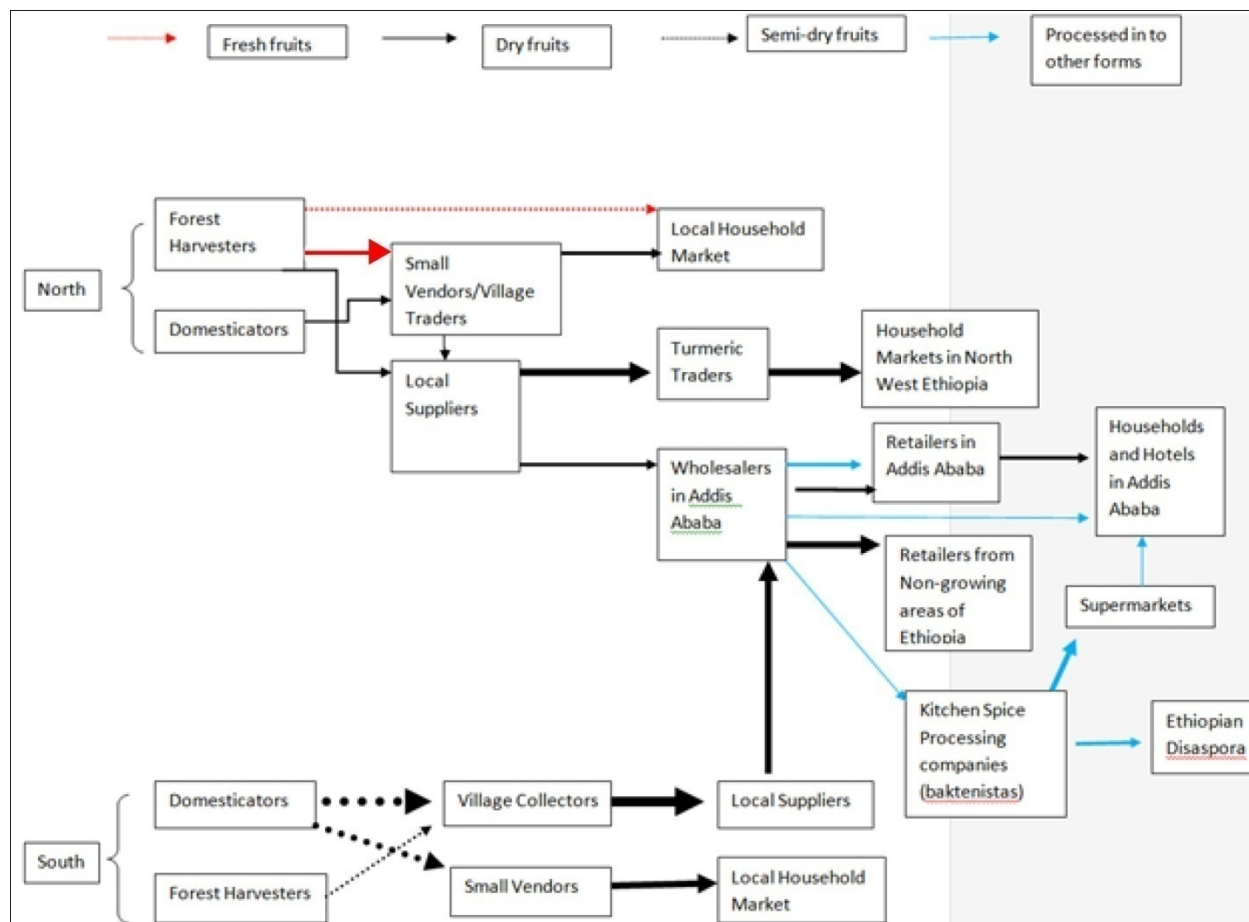 Fresh fruits
Dry fruits
Semi-dry fruits
Processed in to
other forms
North
Forest
Harvesters
Domesticators
Small
Vendors/Village
Traders
Local
Suppliers
Local Household
Market
Turmeric
Traders
Household
Markets in North
West Ethiopia
Wholesalers
in Addis
Ababa
Retailers in
Addis Ababa
Households
and Hotels
in Addis
Ababa
Retailers from
Non-growing
areas of
Ethiopia
Supermarkets
Kitchen Spice
Processing
companies
(baktenistas)
Ethiopian
Disaspora
South
Domesticators
Forest Harvesters
Village Collectors
Small Vendors
Local Suppliers
Local Household
Market